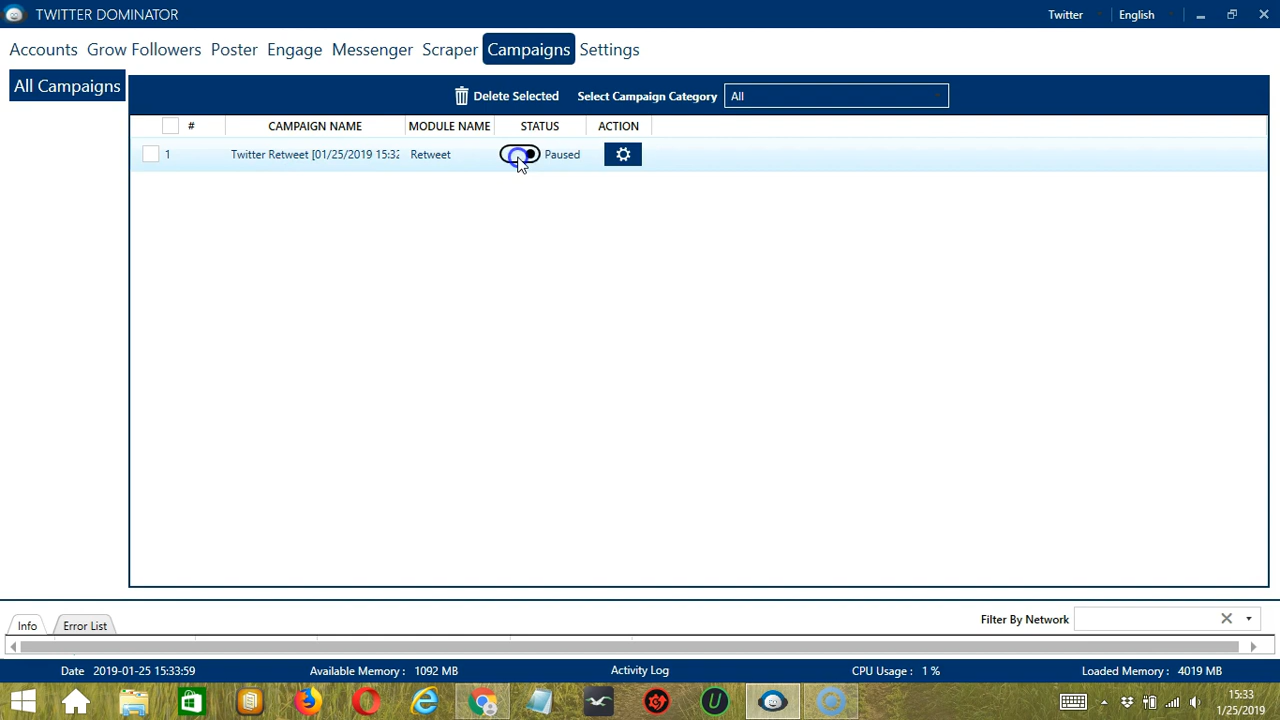 TWITTER DOMINATOR
Twitter English
Accounts Grow Followers Poster Engage Messenger Scraper Campaigns Settings
All Campaigns
Delete Selected Select Campaign Category All
# CAMPAIGN NAME MODULE NAME STATUS ACTION
1 Twitter Retweet [01/25/2019 15:32 Retweet Paused
Info Error List Filter By Network
Date 2019-01-25 15:33:59 Available Memory : 1092 MB Activity Log CPU Usage : 1 % Loaded Memory : 4019 MB
15:33
1/25/2019